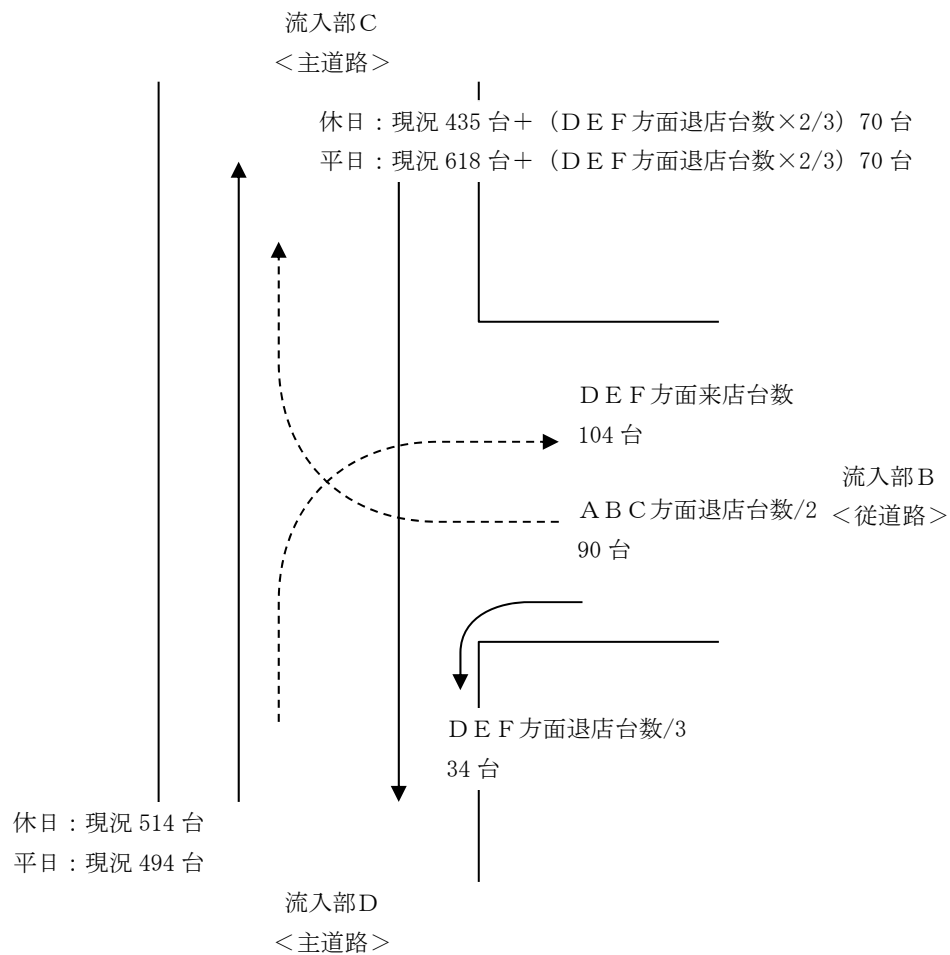 流入部C
＜主道路＞
休日：現況 435 台＋（ＤＥＦ方面退店台数×2/3）70 台
平日：現況 618 台＋（ＤＥＦ方面退店台数×2/3）70 台
ＤＥＦ方面来店台数
104 台
流入部Ｂ
＜従道路＞
ＡＢＣ方面退店台数/2
90 台
ＤＥＦ方面退店台数/3
34 台
休日：現況 514 台
平日：現況 494 台
流入部D
＜主道路＞